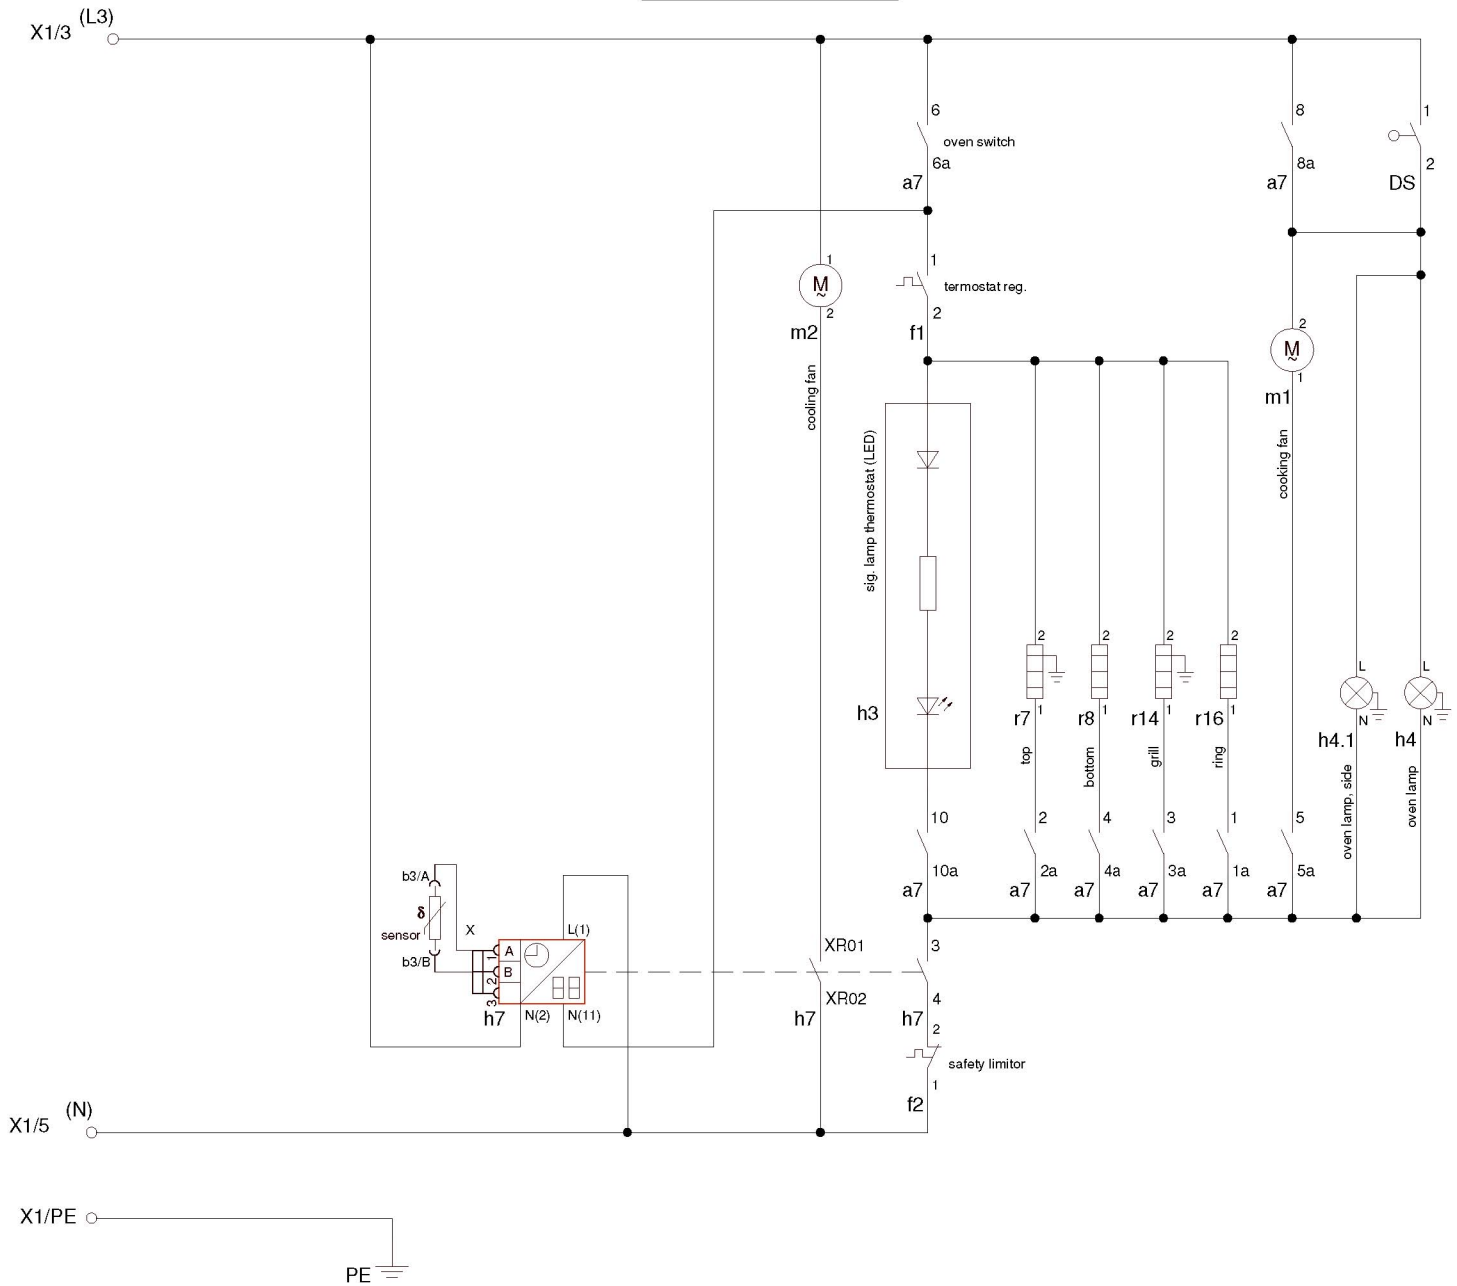 (L3)
X1/3
6
8
1
oven switch
6a
8a
2
a7
a7
DS
1
1
M
~
termostat reg.
2
2
m2
f1
2
M
~
1
m1
cooling fan
sig. lamp thermostat (LED)
cooking fan
2
2
2
2
L
L
h3
r7
1
r8
1
r14
1
r16
1
N
N
h4.1
h4
top
bottom
grill
ring
oven lamp, side
oven lamp
10
2
4
3
1
5
10a
2a
4a
3a
1a
5a
a7
a7
a7
a7
a7
a7
b3/A
δ
sensor
X
L(1)
b3/B
A
B
1
2
3
XR01
3
XR02
4
h7
N(2)
N(11)
h7
h7
2
safety limitor
1
f2
(N)
X1/5
X1/PE
PE